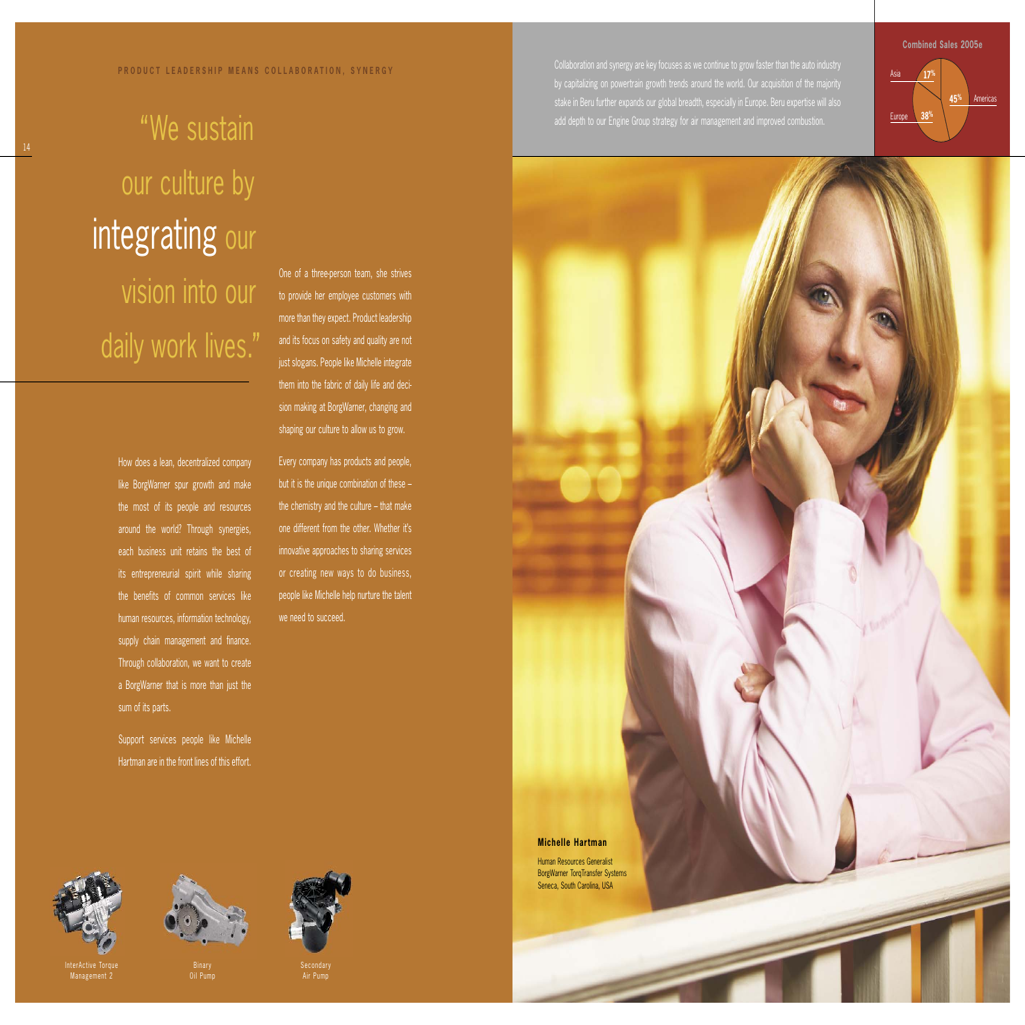 PRODUCT LEADERSHIP MEANS COLLABORATION, SYNERGY
14
“We sustain
our culture by
integrating our
vision into our
daily work lives.”
How does a lean, decentralized company
like BorgWarner spur growth and make
the most of its people and resources
around the world? Through synergies,
each business unit retains the best of
its entrepreneurial spirit while sharing
the benefits of common services like
human resources, information technology,
supply chain management and finance.
Through collaboration, we want to create
a BorgWarner that is more than just the
sum of its parts.
Support services people like Michelle
Hartman are in the front lines of this effort.
One of a three-person team, she strives
to provide her employee customers with
more than they expect. Product leadership
and its focus on safety and quality are not
just slogans. People like Michelle integrate
them into the fabric of daily life and deci-
sion making at BorgWarner, changing and
shaping our culture to allow us to grow.
Every company has products and people,
but it is the unique combination of these –
the chemistry and the culture – that make
one different from the other. Whether it’s
innovative approaches to sharing services
or creating new ways to do business,
people like Michelle help nurture the talent
we need to succeed.
InterActive Torque
Management 2
Binary
Oil Pump
Secondary
Air Pump
Collaboration and synergy are key focuses as we continue to grow faster than the auto industry
by capitalizing on powertrain growth trends around the world. Our acquisition of the majority
stake in Beru further expands our global breadth, especially in Europe. Beru expertise will also
add depth to our Engine Group strategy for air management and improved combustion.
Combined Sales 2005e
Asia 17%
45% Americas
Europe 38%
Michelle Hartman
Human Resources Generalist
BorgWarner TorqTransfer Systems
Seneca, South Carolina, USA